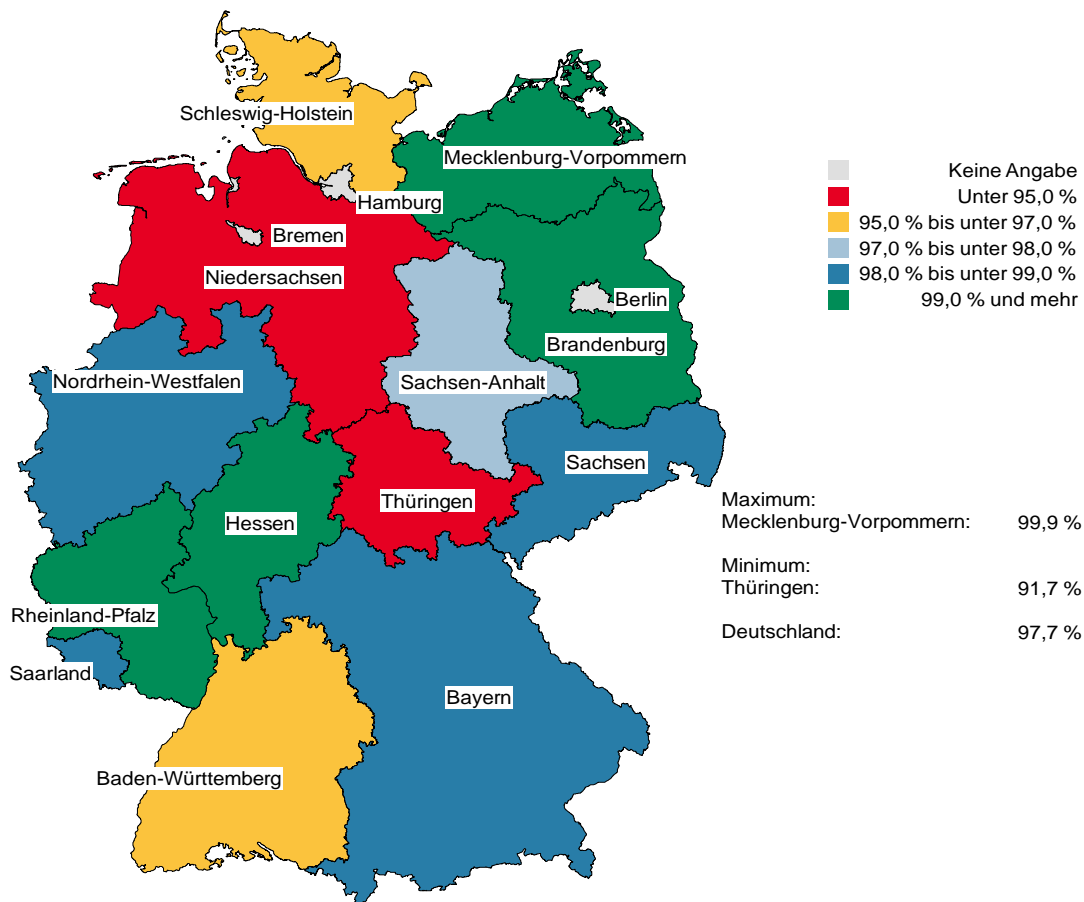 Schleswig-Holstein
Mecklenburg-Vorpommern
Hamburg
Bremen
Niedersachsen
Berlin
Brandenburg
Nordrhein-Westfalen
Sachsen-Anhalt
Sachsen
Thüringen
Hessen
Rheinland-Pfalz
Saarland
Bayern
Baden-Württemberg
Keine Angabe
Unter 95,0 %
95,0 % bis unter 97,0 %
97,0 % bis unter 98,0 %
98,0 % bis unter 99,0 %
99,0 % und mehr
Maximum:
Mecklenburg-Vorpommern: 99,9 %
Minimum:
Thüringen: 91,7 %
Deutschland: 97,7 %